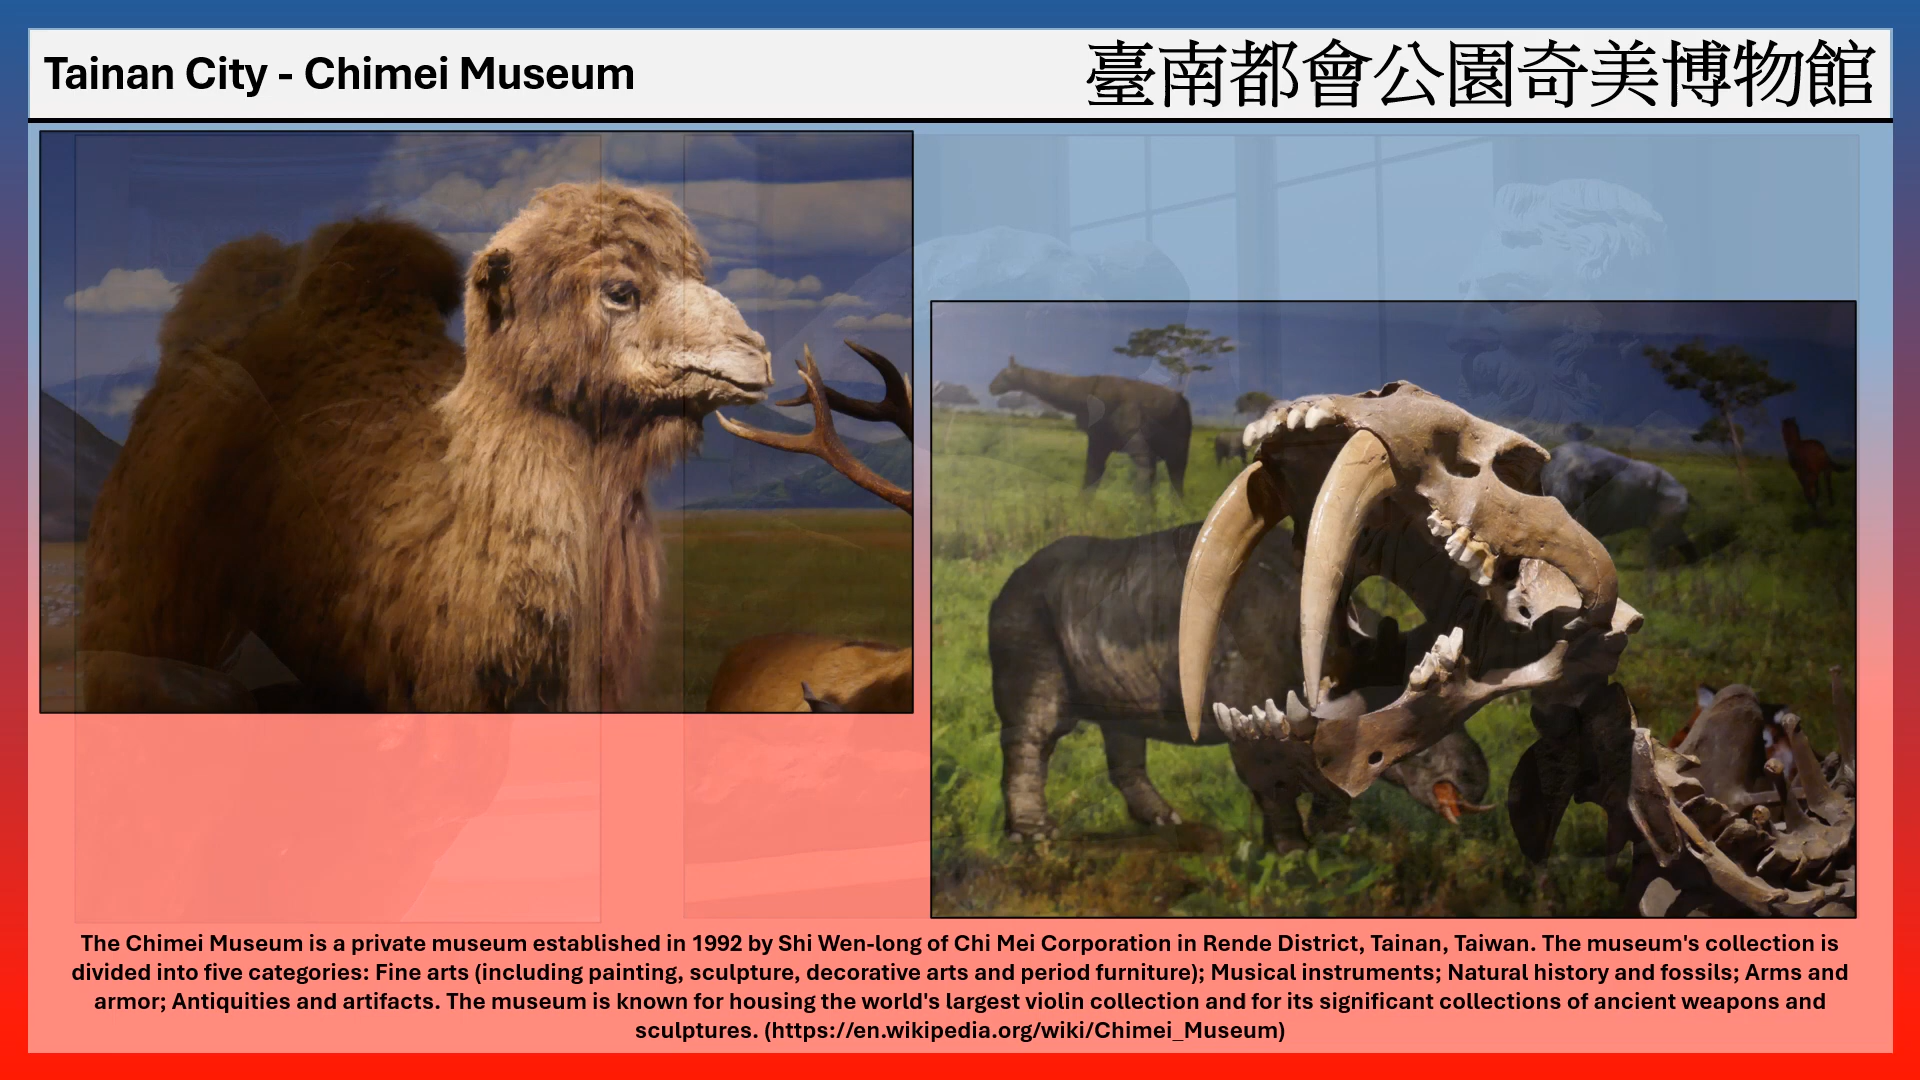 Tainan City - Chimei Museum
臺南都會公園奇美博物館
The Chimei Museum is a private museum established in 1992 by Shi Wen-long of Chi Mei Corporation in Rende District, Tainan, Taiwan. The museum's collection is
divided into five categories: Fine arts (including painting, sculpture, decorative arts and period furniture); Musical instruments; Natural history and fossils; Arms and
armor; Antiquities and artifacts. The museum is known for housing the world's largest violin collection and for its significant collections of ancient weapons and
sculptures. (https://en.wikipedia.org/wiki/Chimei_Museum)